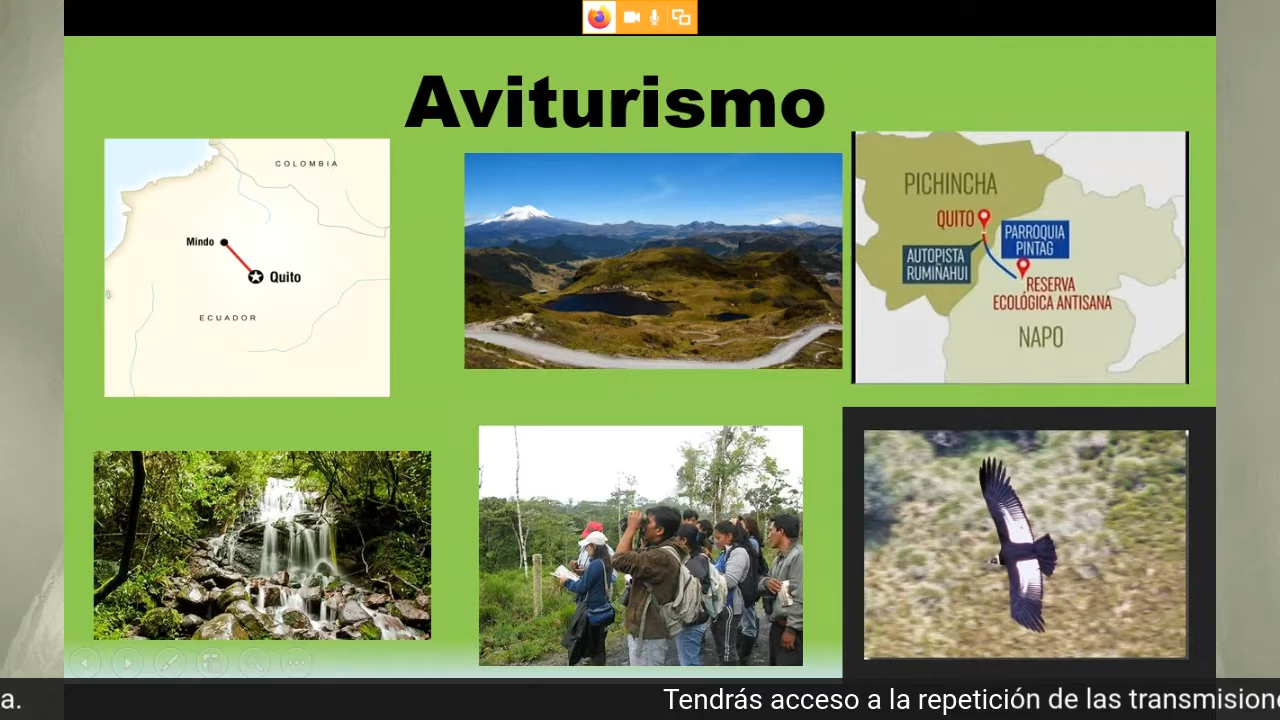 Aviturismo
COLOMBIA
Mindo
Quito
ECUADOR
PICHINCHA
QUITO
PARROQUIA
PINTAG
AUTOPISTA
RUMIÑAHUI
RESERVA
ECOLÓGICA ANTISANA
NAPO
a.
Tendrás acceso a la repetición de las transmision